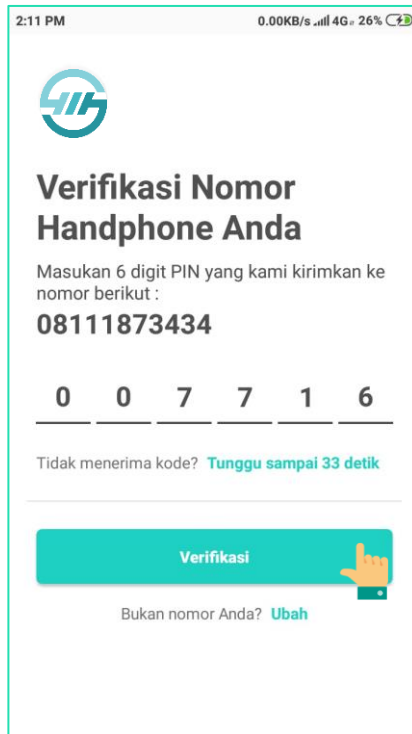 2:11 PM 0.00KB/s 4G 26%
Verifikasi Nomor
Handphone Anda
Masukan 6 digit PIN yang kami kirimkan ke
nomor berikut :
08111873434
0 0 7 7 1 6
Tidak menerima kode? Tunggu sampai 33 detik
Verifikasi
Bukan nomor Anda? Ubah